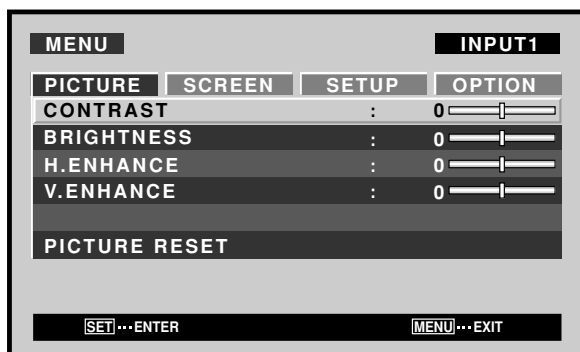 MENU INPUT1
PICTURE SCREEN SETUP OPTION
CONTRAST : 0
BRIGHTNESS : 0
H.ENHANCE : 0
V.ENHANCE : 0
PICTURE RESET
SET···ENTER MENU···EXIT